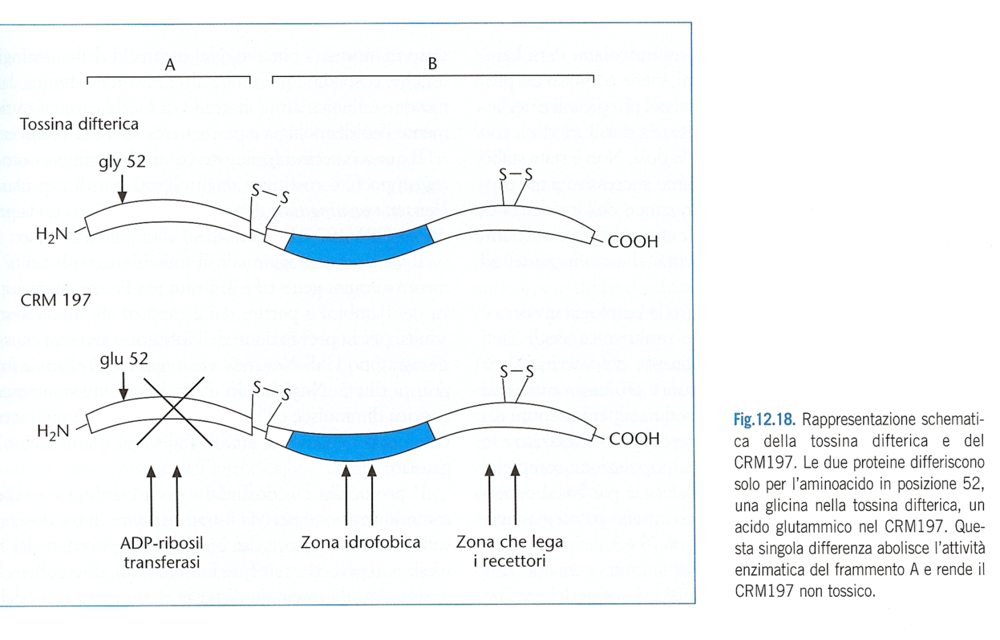 A
B
Tossina difterica
gly 52
S–S
S–S
H₂N
COOH
CRM 197
glu 52
S–S
S–S
H₂N
COOH
ADP-ribosil
transferasi
Zona idrofobica
Zona che lega
i recettori
Fig.12.18. Rappresentazione schemati-
ca della tossina difterica e del
CRM197. Le due proteine differiscono
solo per l'aminoacido in posizione 52,
una glicina nella tossina difterica, un
acido glutammico nel CRM197. Que-
sta singola differenza abolisce l'attività
enzimatica del frammento A e rende il
CRM197 non tossico.